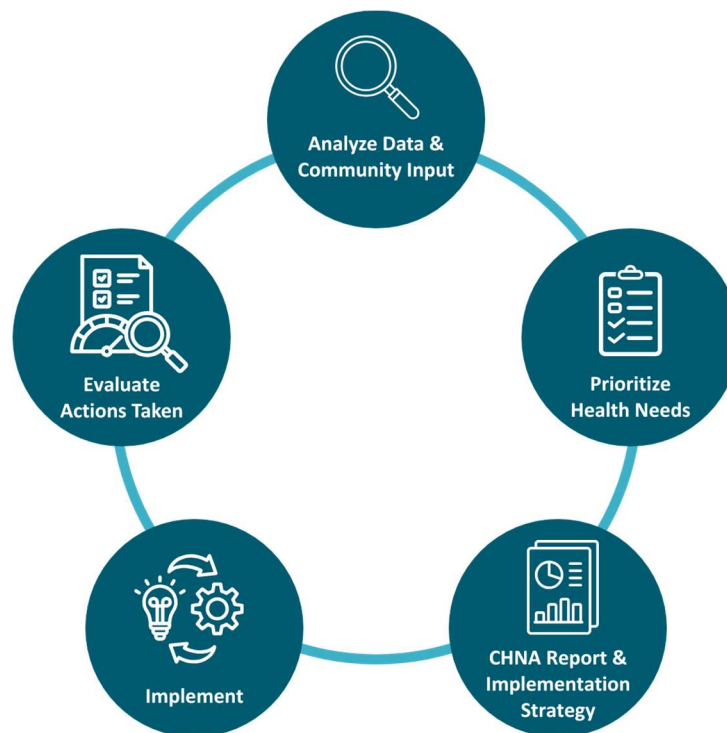 Analyze Data &
Community Input
Prioritize
Health Needs
CHNA Report &
Implementation
Strategy
Implement
Evaluate
Actions Taken